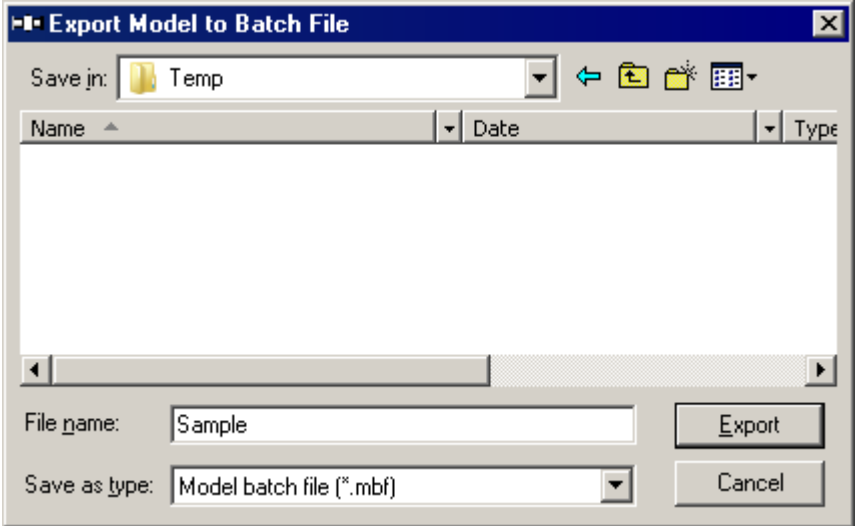 Export Model to Batch File
Save in: Temp
Name Date Type
File name: Sample Export
Save as type: Model batch file (*.mbf) Cancel